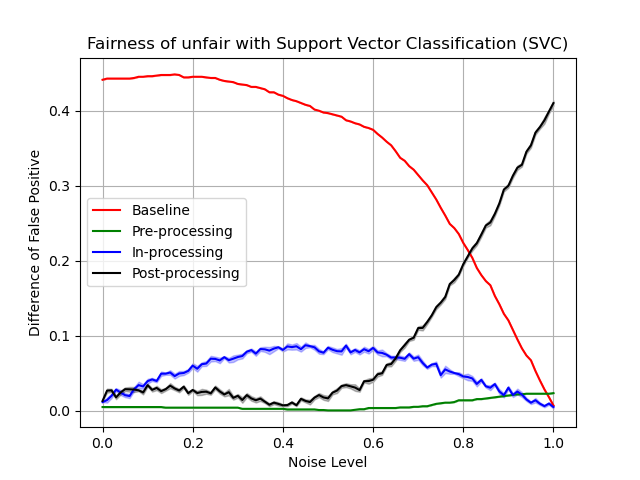 Fairness of unfair with Support Vector Classification (SVC)
Difference of False Positive
0.4
0.3
0.2
0.1
0.0
Baseline
Pre-processing
In-processing
Post-processing
0.0 0.2 0.4 0.6 0.8 1.0
Noise Level